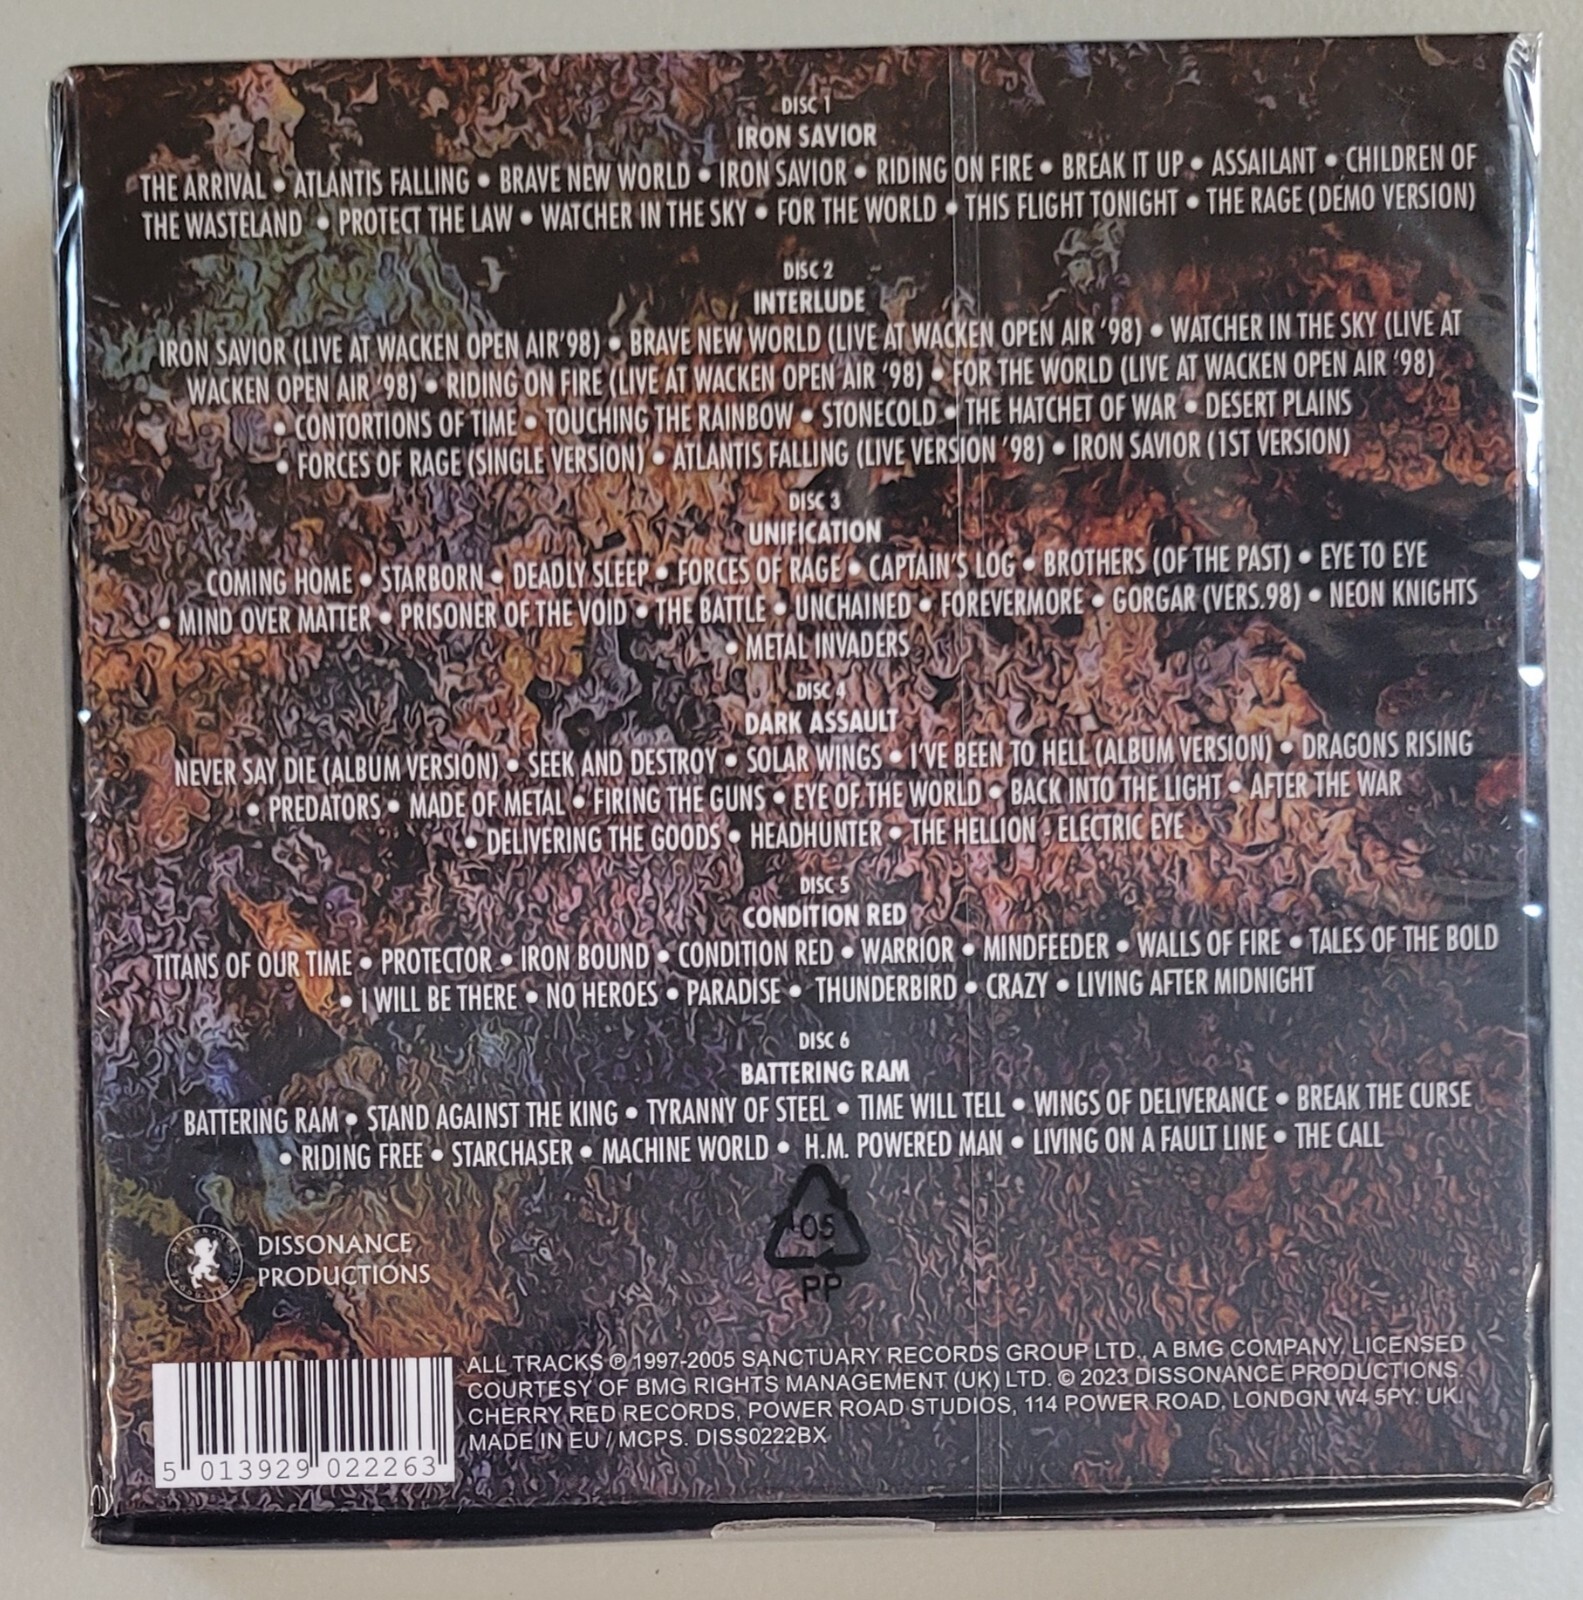 DISC 1
IRON SAVIOR
THE ARRIVAL • ATLANTIS FALLING • BRAVE NEW WORLD • IRON SAVIOR • RIDING ON FIRE • BREAK IT UP • ASSAILANT • CHILDREN OF
THE WASTELAND • PROTECT THE LAW • WATCHER IN THE SKY • FOR THE WORLD • THIS FLIGHT TONIGHT • THE RAGE (DEMO VERSION)
DISC 2
INTERLUDE
IRON SAVIOR (LIVE AT WACKEN OPEN AIR'98) • BRAVE NEW WORLD (LIVE AT WACKEN OPEN AIR '98) • WATCHER IN THE SKY (LIVE AT
WACKEN OPEN AIR '98) • RIDING ON FIRE (LIVE AT WACKEN OPEN AIR '98) • FOR THE WORLD (LIVE AT WACKEN OPEN AIR '98)
• CONTORTIONS OF TIME • TOUCHING THE RAINBOW • STONECOLD • THE HATCHET OF WAR • DESERT PLAINS
• FORCES OF RAGE (SINGLE VERSION) • ATLANTIS FALLING (LIVE VERSION '98) • IRON SAVIOR (1ST VERSION)
DISC 3
UNIFICATION
COMING HOME • STARBORN • DEADLY SLEEP • FORCES OF RAGE • CAPTAIN'S LOG • BROTHERS (OF THE PAST) • EYE TO EYE
• MIND OVER MATTER • PRISONER OF THE VOID • THE BATTLE • UNCHAINED • FOREVERMORE • GORGAR (VERS.98) • NEON KNIGHTS
• METAL INVADERS
DISC 4
DARK ASSAULT
NEVER SAY DIE (ALBUM VERSION) • SEEK AND DESTROY • SOLAR WINGS • I'VE BEEN TO HELL (ALBUM VERSION) • DRAGONS RISING
• PREDATORS • MADE OF METAL • FIRING THE GUNS • EYE OF THE WORLD • BACK INTO THE LIGHT • AFTER THE WAR
• DELIVERING THE GOODS • HEADHUNTER • THE HELLION - ELECTRIC EYE
DISC 5
CONDITION RED
TITANS OF OUR TIME • PROTECTOR • IRON BOUND • CONDITION RED • WARRIOR • MINDFEEDER • WALLS OF FIRE • TALES OF THE BOLD
• I WILL BE THERE • NO HEROES • PARADISE • THUNDERBIRD • CRAZY • LIVING AFTER MIDNIGHT
DISC 6
BATTERING RAM
BATTERING RAM • STAND AGAINST THE KING • TYRANNY OF STEEL • TIME WILL TELL • WINGS OF DELIVERANCE • BREAK THE CURSE
• RIDING FREE • STARCHASER • MACHINE WORLD • H.M. POWERED MAN • LIVING ON A FAULT LINE • THE CALL
05
PP
DISSONANCE
PRODUCTIONS
ALL TRACKS ℗ 1997-2005 SANCTUARY RECORDS GROUP LTD., A BMG COMPANY, LICENSED
COURTESY OF BMG RIGHTS MANAGEMENT (UK) LTD. © 2023 DISSONANCE PRODUCTIONS.
CHERRY RED RECORDS, POWER ROAD STUDIOS, 114 POWER ROAD, LONDON W4 5PY. UK.
MADE IN EU / MCPS. DISS0222BX
5 013929 022263